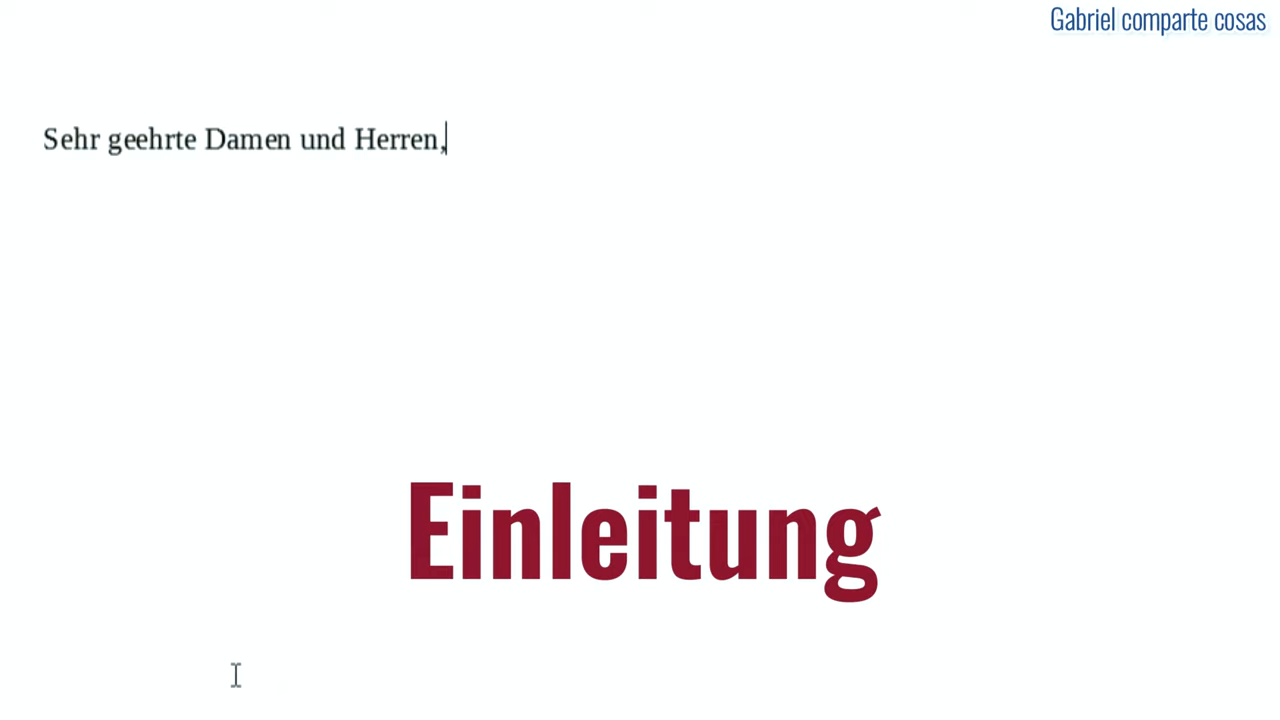 Gabriel comparte cosas
Sehr geehrte Damen und Herren,
Einleitung